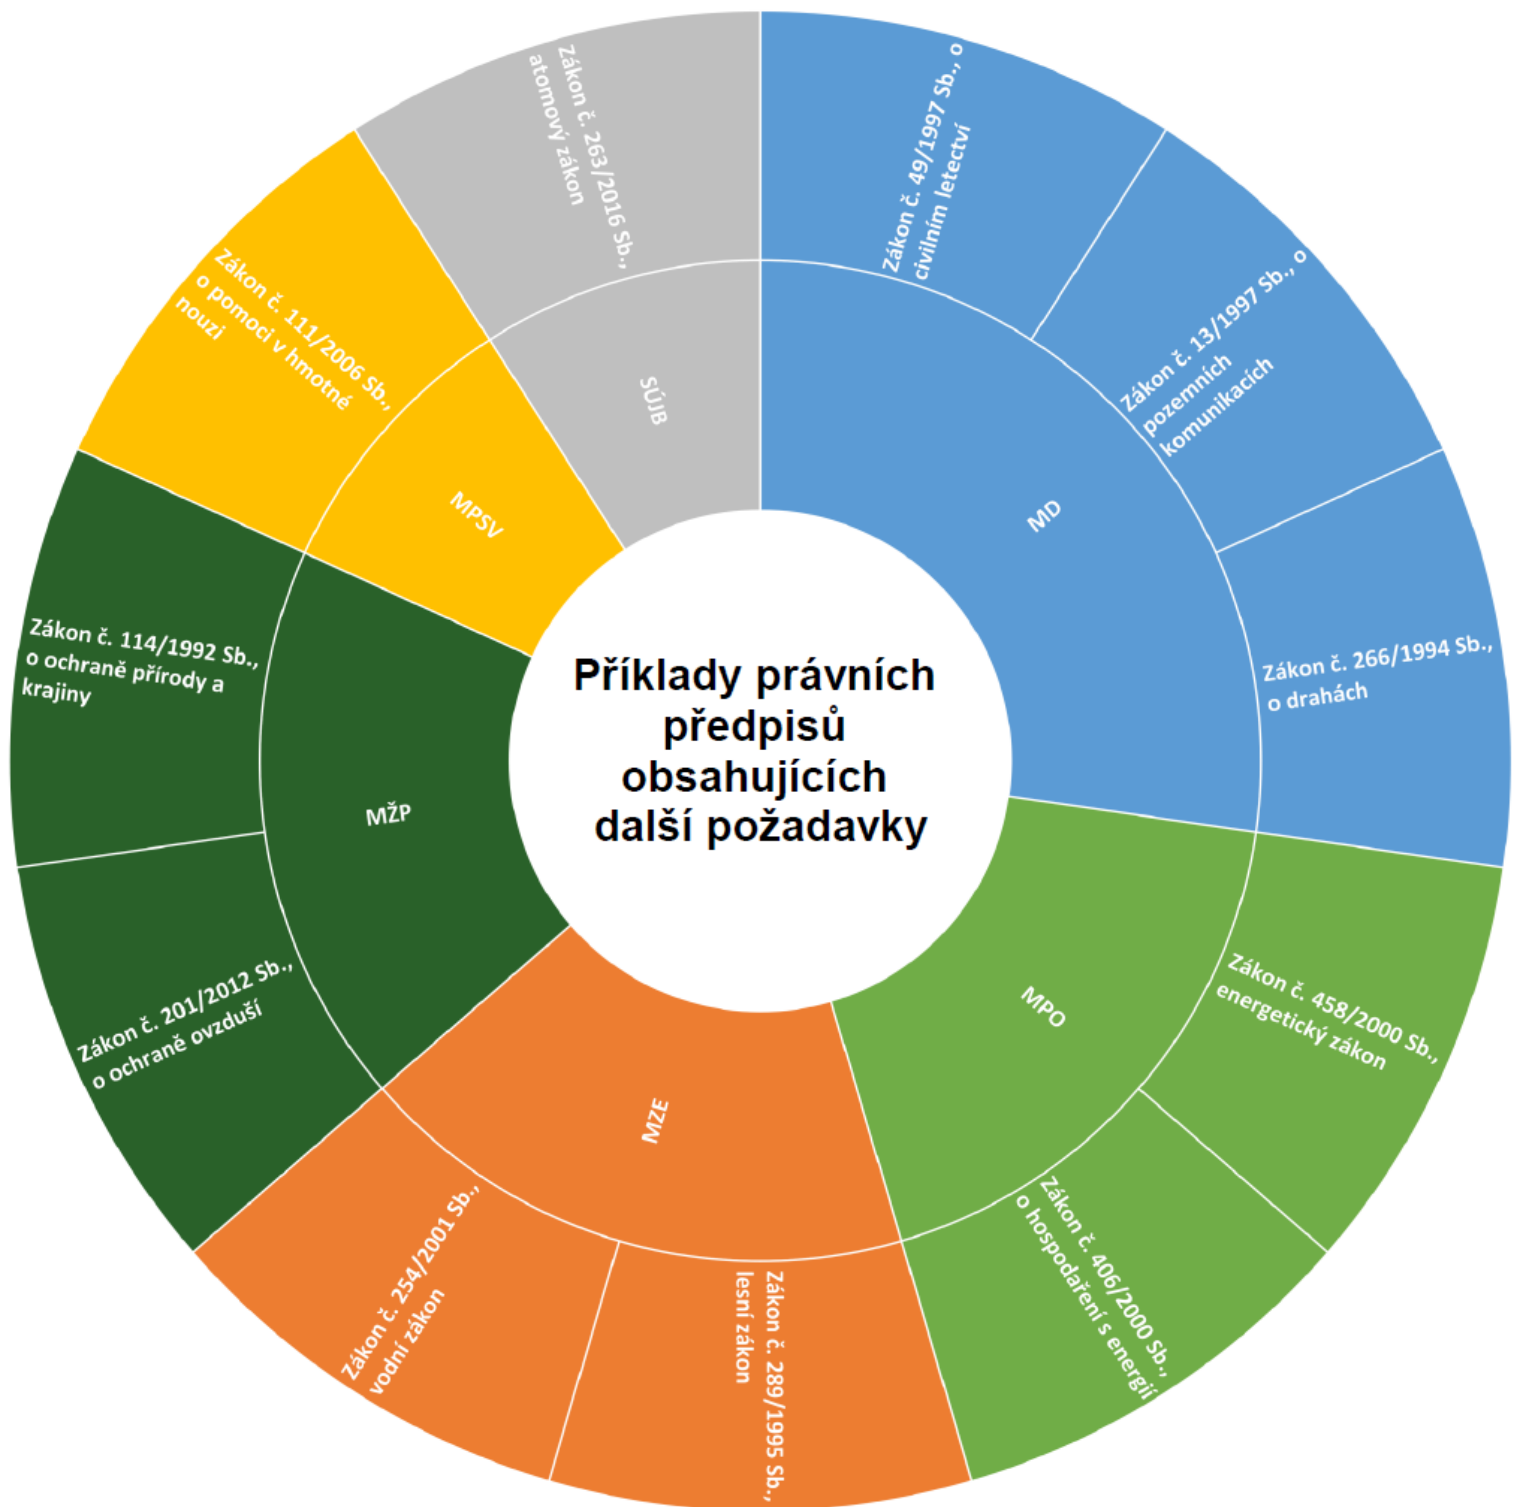 Příklady právních
předpisů
obsahujících
další požadavky
MD
Zákon č. 49/1997 Sb., o
civilním letectví
Zákon č. 13/1997 Sb., o
pozemních
komunikacích
Zákon č. 266/1994 Sb.,
o drahách
MPO
Zákon č. 458/2000 Sb.,
energetický zákon
Zákon č. 406/2000 Sb.,
o hospodaření s energií
MZE
Zákon č. 289/1995 Sb.,
lesní zákon
Zákon č. 254/2001 Sb.,
vodní zákon
MŽP
Zákon č. 201/2012 Sb.,
o ochraně ovzduší
Zákon č. 114/1992 Sb.,
o ochraně přírody a
krajiny
MPSV
Zákon č. 111/2006 Sb.,
o pomoci v hmotné
nouzi
SÚJB
Zákon č. 263/2016 Sb.,
atomový zákon